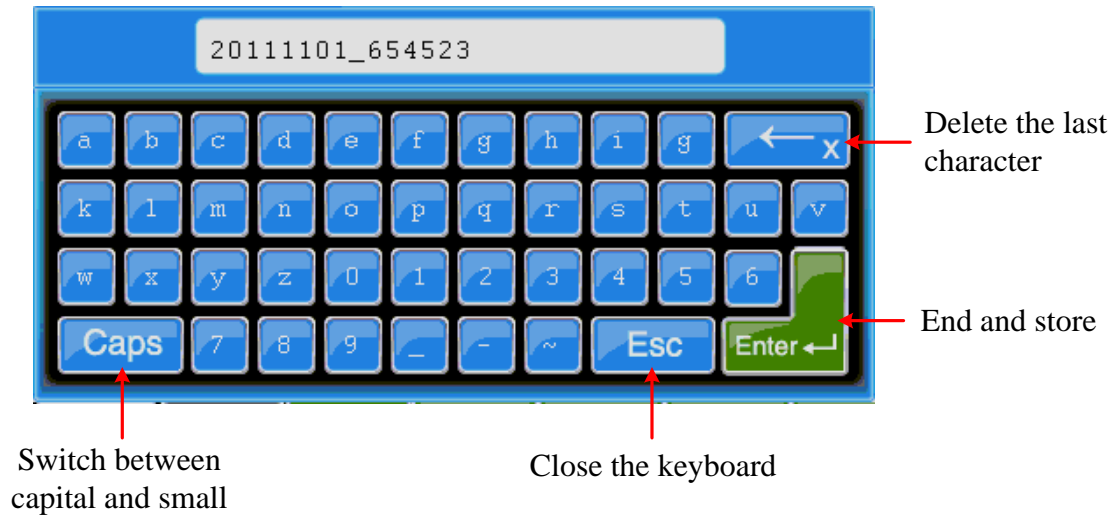 20111101_654523
a b c d e f g h i g ← x
k l m n o p q r s t u v
w x y z 0 1 2 3 4 5 6
Caps 7 8 9 _ - ~ Esc Enter ↵
Delete the last
character
End and store
Switch between
capital and small
Close the keyboard